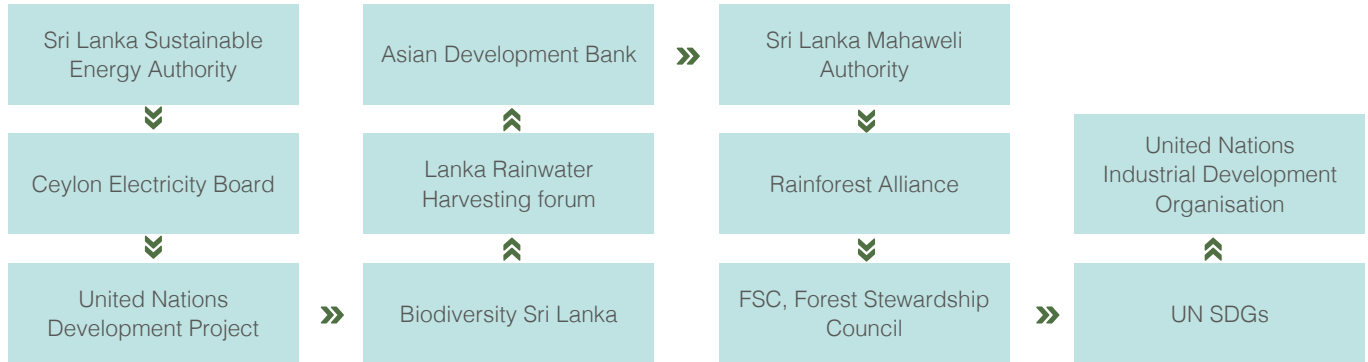 Sri Lanka Sustainable
Energy Authority
Ceylon Electricity Board
United Nations
Development Project
Biodiversity Sri Lanka
Lanka Rainwater
Harvesting forum
Asian Development Bank
Sri Lanka Mahaweli
Authority
Rainforest Alliance
FSC, Forest Stewardship
Council
UN SDGs
United Nations
Industrial Development
Organisation